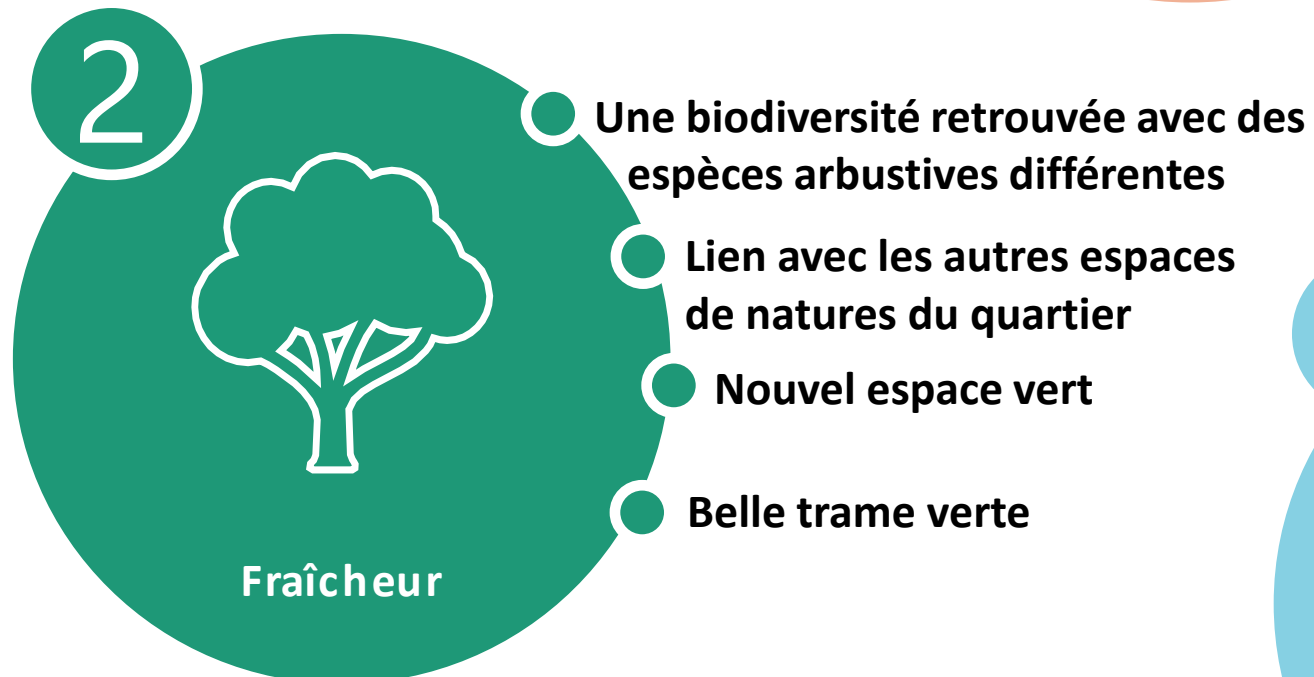 2
Une biodiversité retrouvée avec des
espèces arbustives différentes
Lien avec les autres espaces
de natures du quartier
Nouvel espace vert
Belle trame verte
Fraîcheur